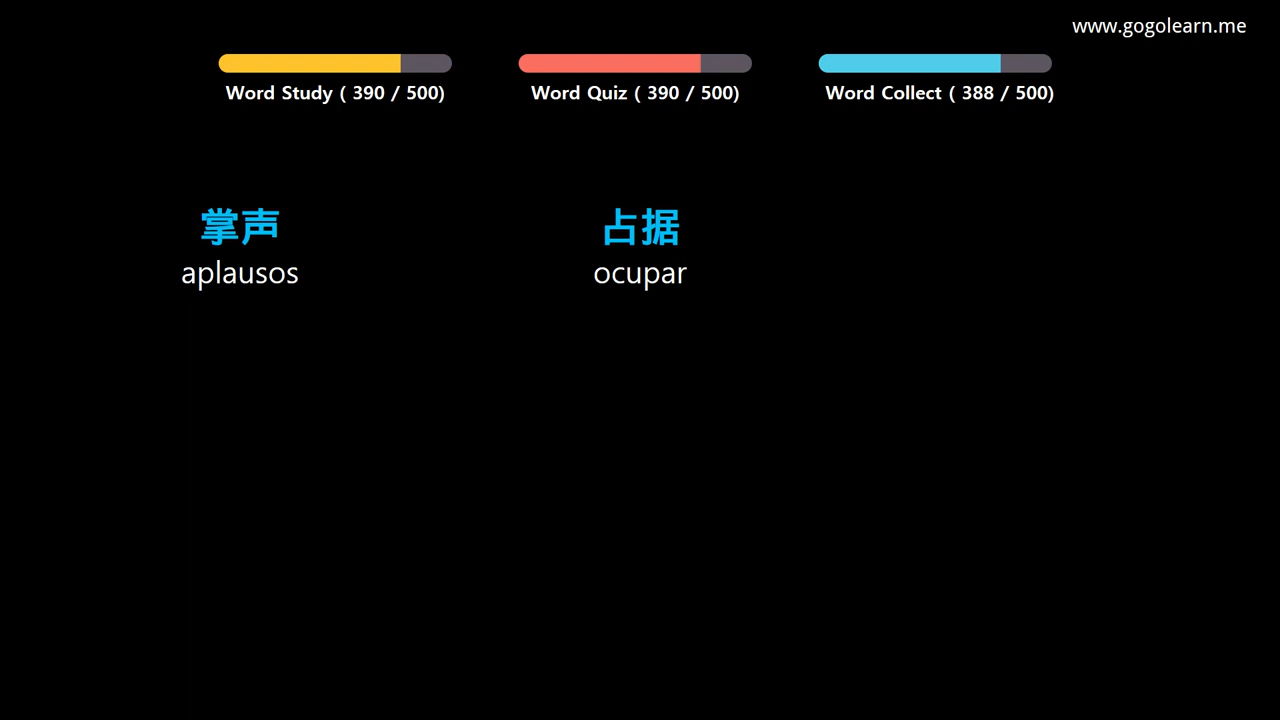 www.gogolearn.me
Word Study ( 390 / 500)
Word Quiz ( 390 / 500)
Word Collect ( 388 / 500)
掌声
aplausos
占据
ocupar